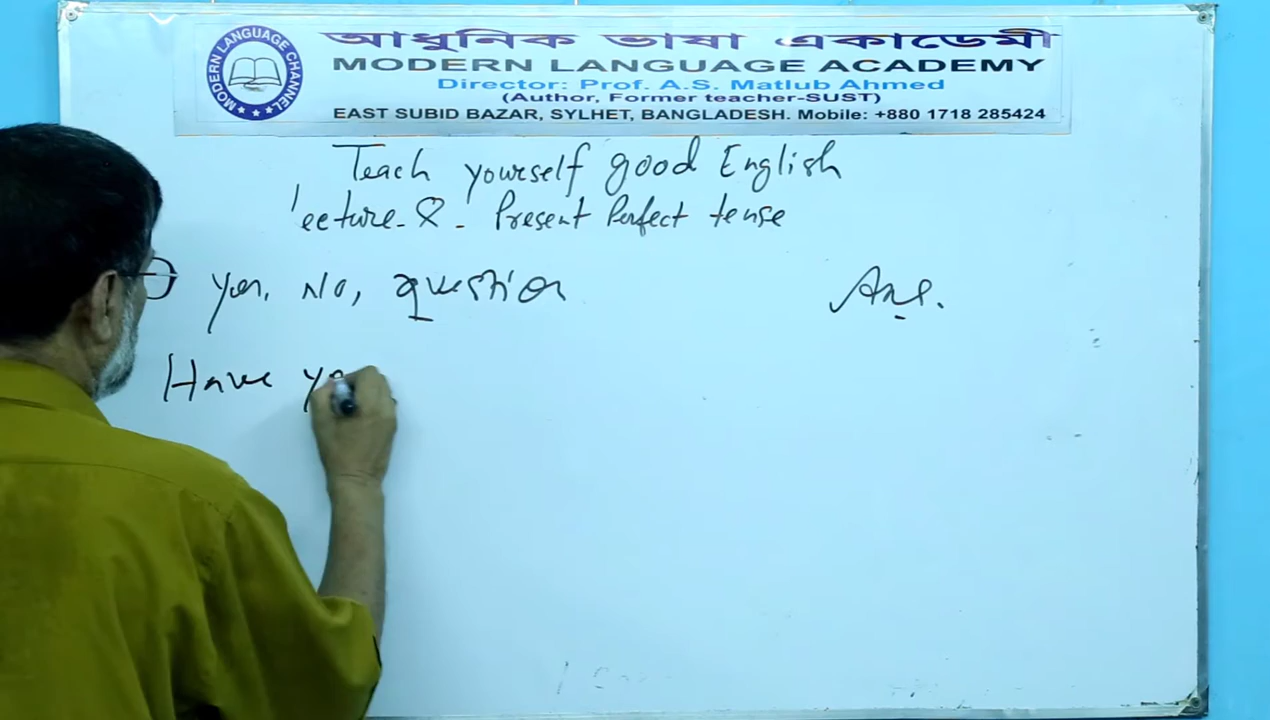 MODERN LANGUAGE CHANNEL
আধুনিক ভাষা একাডেমী
MODERN LANGUAGE ACADEMY
Director: Prof. A.S. Matlub Ahmed
(Author, Former teacher-SUST)
EAST SUBID BAZAR, SYLHET, BANGLADESH. Mobile: +880 1718 285424
Teach yourself good English
Lecture-8 - Present Perfect tense
Yes, No, question
Ans.
Have yo